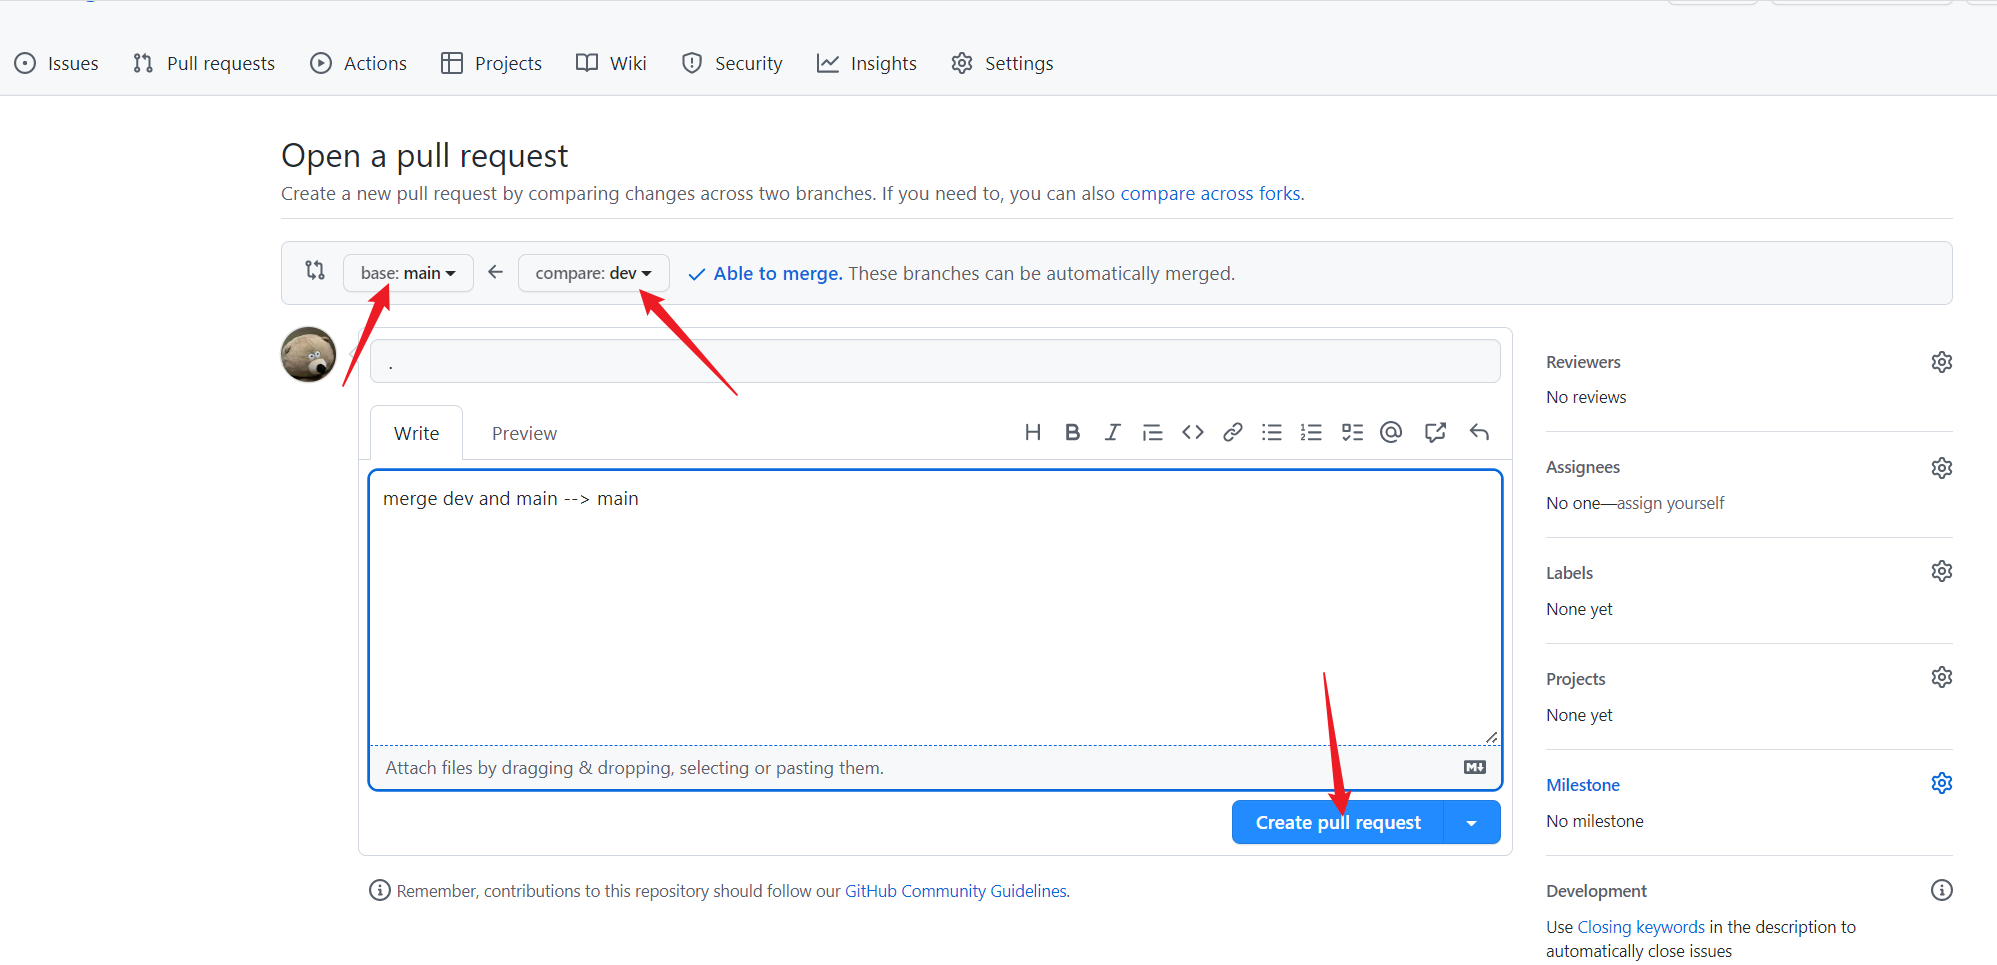 Issues Pull requests Actions Projects Wiki Security Insights Settings
Open a pull request
Create a new pull request by comparing changes across two branches. If you need to, you can also compare across forks.
base: main ← compare: dev ✓ Able to merge. These branches can be automatically merged.
.
Write Preview
merge dev and main --> main
Attach files by dragging & dropping, selecting or pasting them.
Create pull request
Remember, contributions to this repository should follow our GitHub Community Guidelines.
Reviewers
No reviews
Assignees
No one—assign yourself
Labels
None yet
Projects
None yet
Milestone
No milestone
Development
Use Closing keywords in the description to
automatically close issues